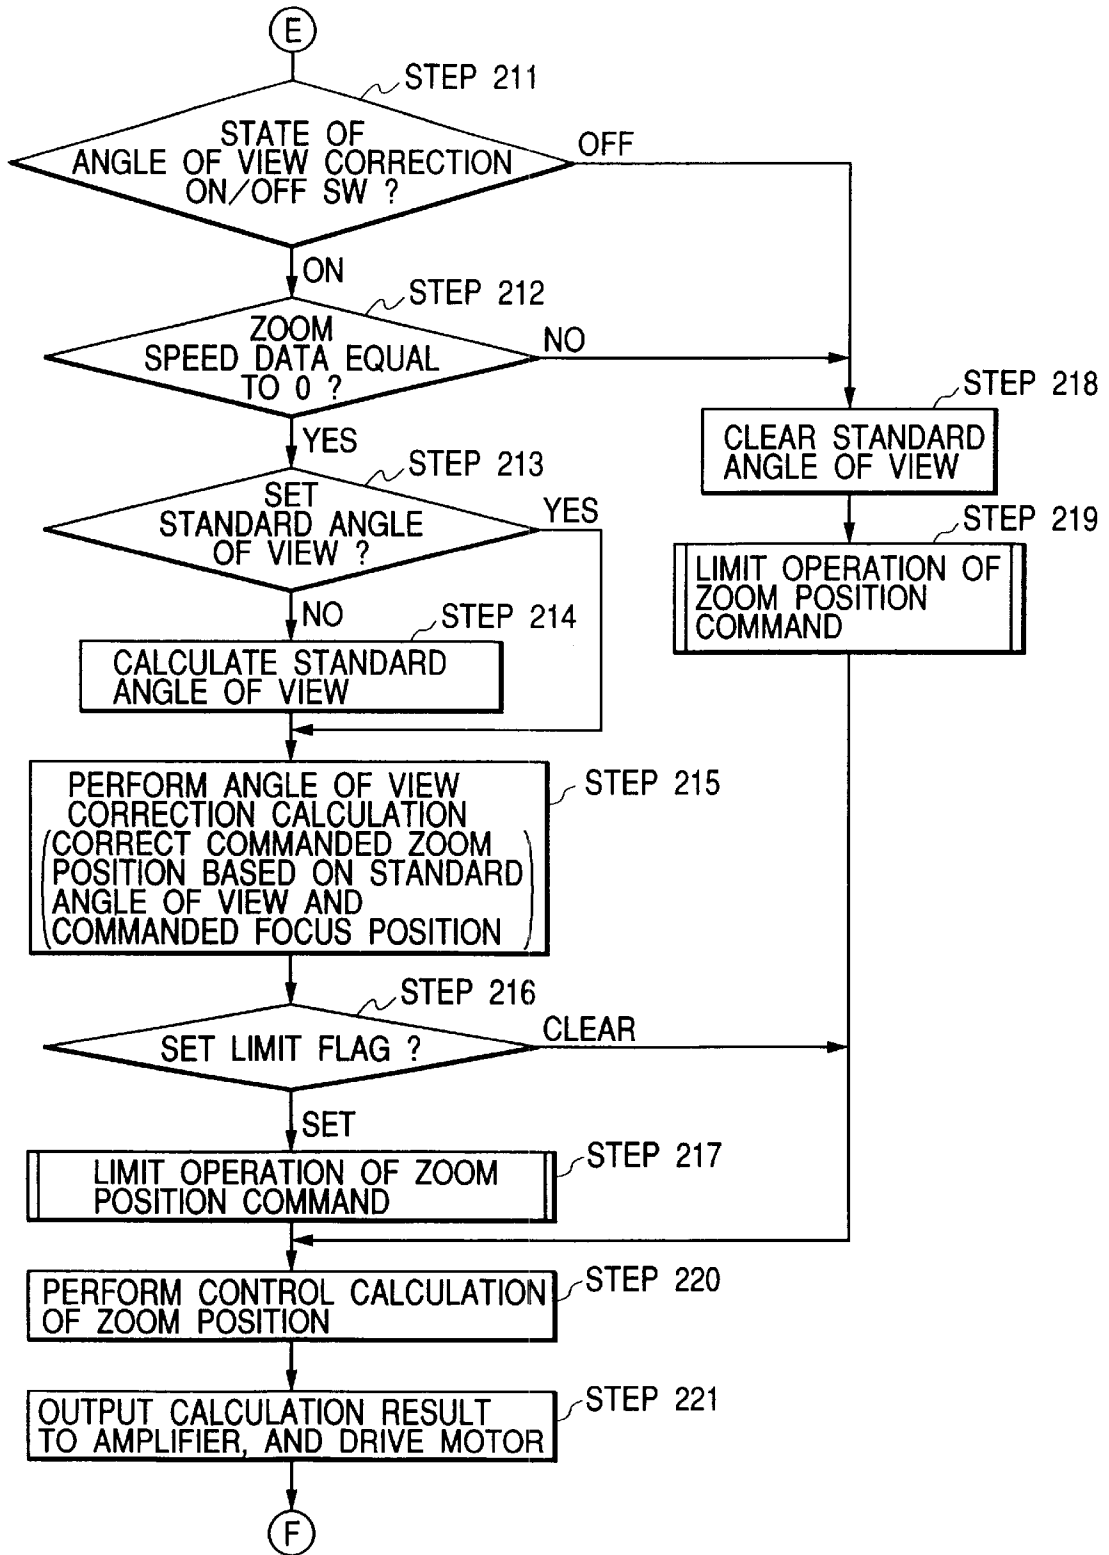 E
STEP 211
STATE OF
ANGLE OF VIEW CORRECTION
ON/OFF SW ?
OFF
ON
STEP 212
ZOOM
SPEED DATA EQUAL
TO 0 ?
NO
YES
STEP 213
SET
STANDARD ANGLE
OF VIEW ?
YES
NO
STEP 214
CALCULATE STANDARD
ANGLE OF VIEW
STEP 218
CLEAR STANDARD
ANGLE OF VIEW
STEP 219
LIMIT OPERATION OF
ZOOM POSITION
COMMAND
STEP 215
PERFORM ANGLE OF VIEW
CORRECTION CALCULATION
(CORRECT COMMANDED ZOOM
POSITION BASED ON STANDARD
ANGLE OF VIEW AND
COMMANDED FOCUS POSITION)
STEP 216
SET LIMIT FLAG ?
CLEAR
SET
STEP 217
LIMIT OPERATION OF ZOOM
POSITION COMMAND
STEP 220
PERFORM CONTROL CALCULATION
OF ZOOM POSITION
STEP 221
OUTPUT CALCULATION RESULT
TO AMPLIFIER, AND DRIVE MOTOR
F